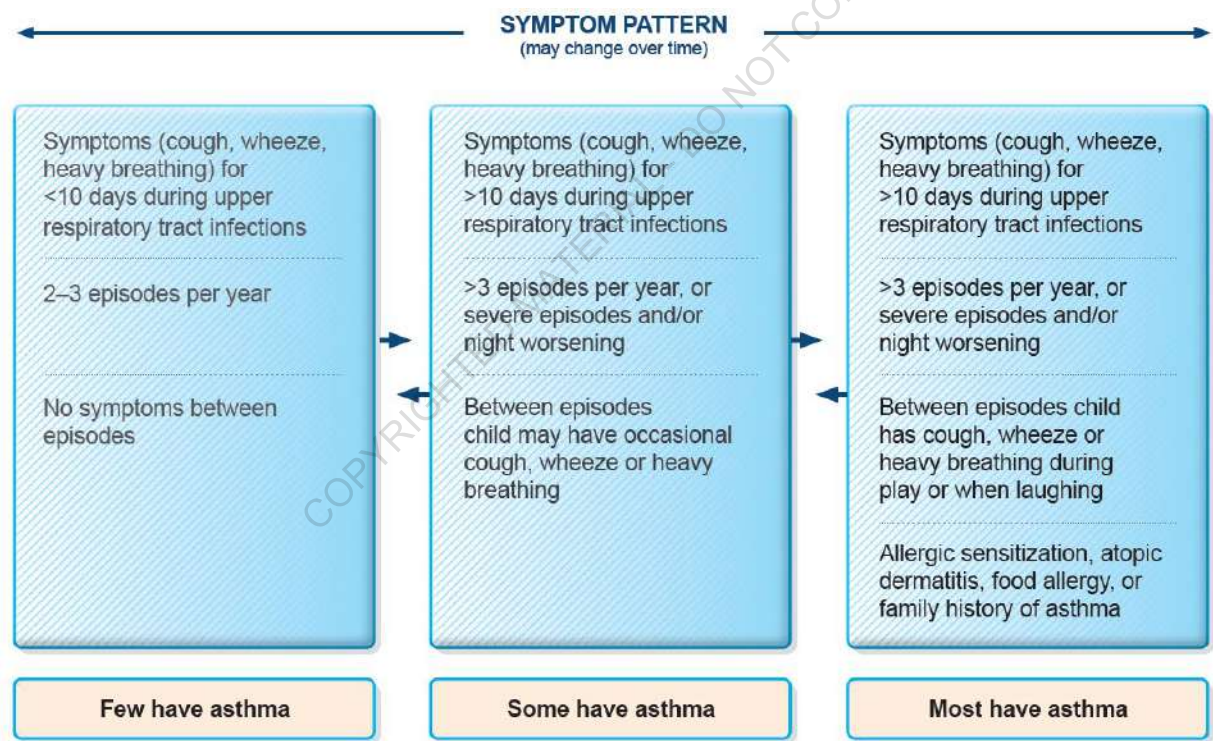 SYMPTOM PATTERN
(may change over time)
Symptoms (cough, wheeze,
heavy breathing) for
<10 days during upper
respiratory tract infections
2–3 episodes per year
No symptoms between
episodes
Few have asthma
Symptoms (cough, wheeze,
heavy breathing) for
>10 days during upper
respiratory tract infections
>3 episodes per year, or
severe episodes and/or
night worsening
Between episodes
child may have occasional
cough, wheeze or heavy
breathing
Some have asthma
Symptoms (cough, wheeze,
heavy breathing) for
>10 days during upper
respiratory tract infections
>3 episodes per year, or
severe episodes and/or
night worsening
Between episodes child
has cough, wheeze or
heavy breathing during
play or when laughing
Allergic sensitization, atopic
dermatitis, food allergy, or
family history of asthma
Most have asthma
COPYRIGHTED MATERIAL - DO NOT